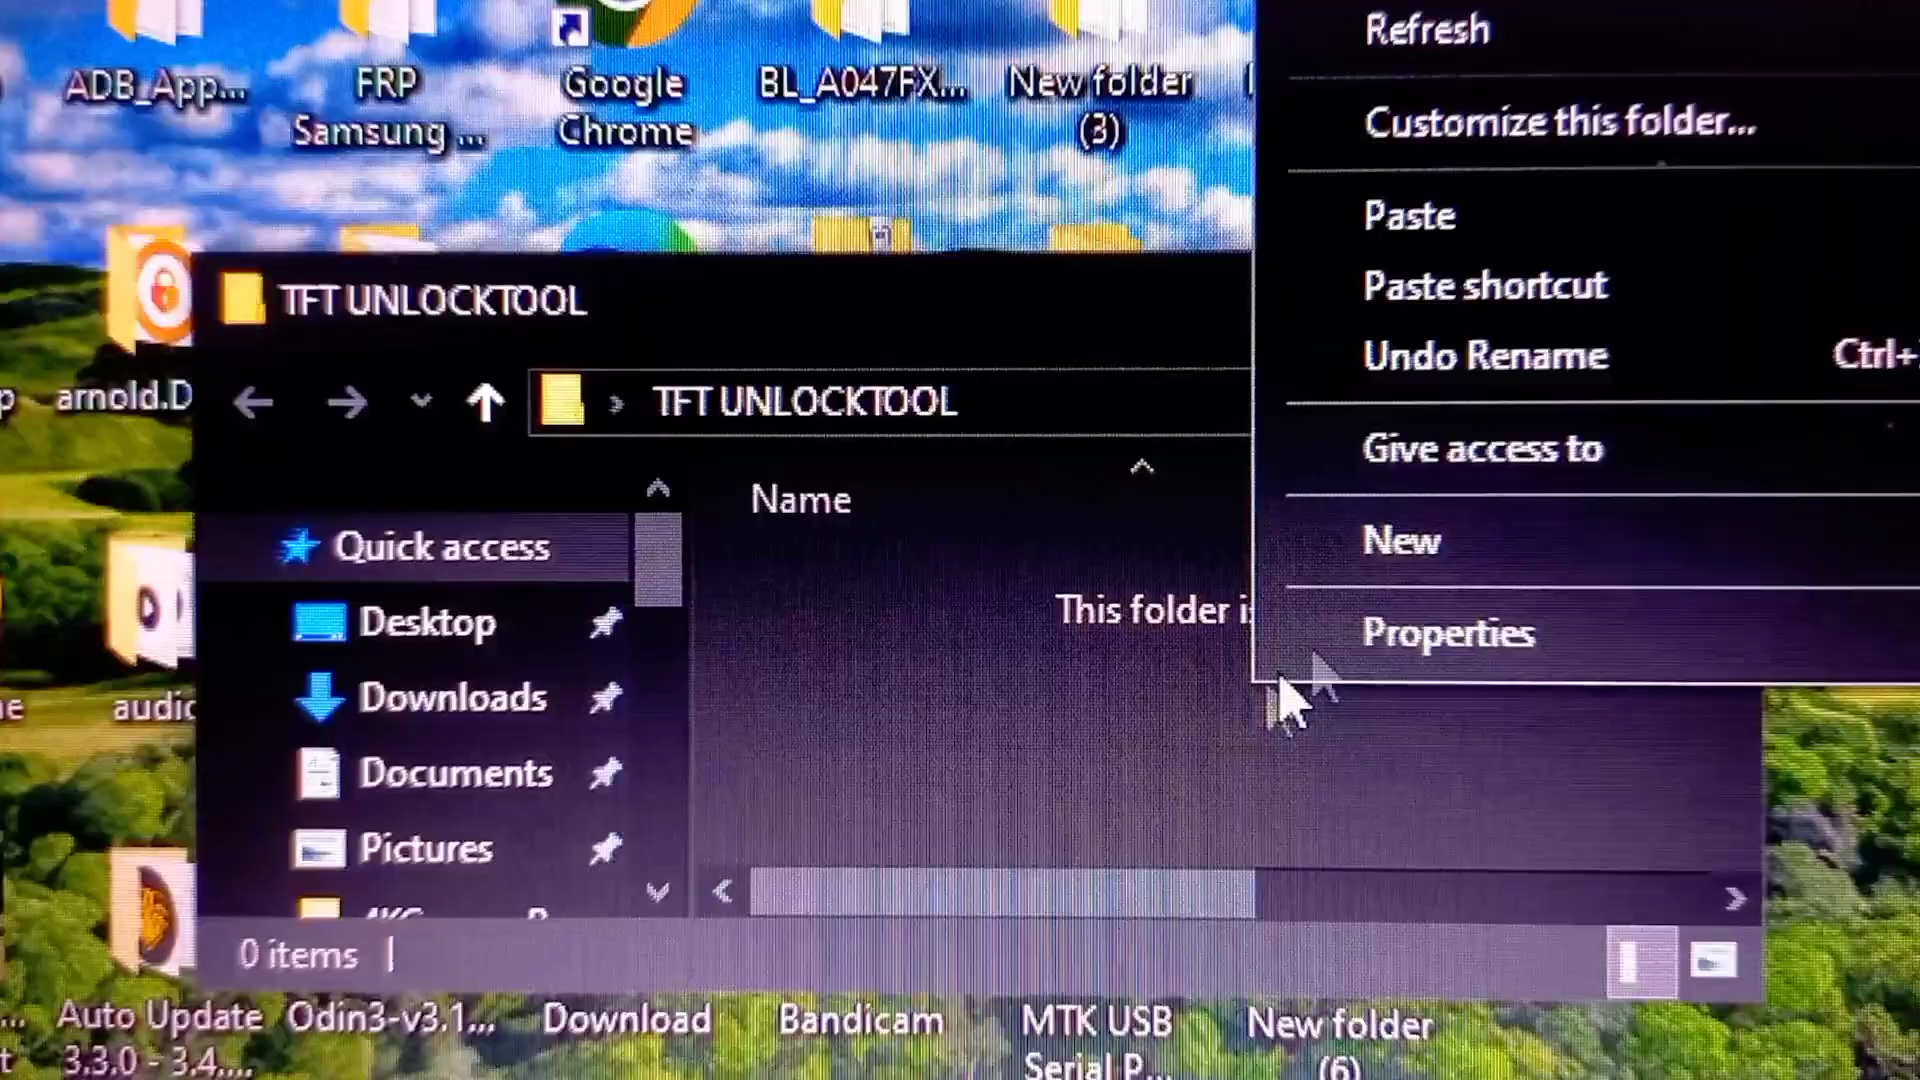 ADB_App...
FRP
Samsung ...
Google
Chrome
BL_A047FX...
New folder
(3)
Refresh
Customize this folder...
Paste
Paste shortcut
Undo Rename
Ctrl+
Give access to
New
Properties
arnold.D
TFT UNLOCKTOOL
TFT UNLOCKTOOL
Name
This folder i
Quick access
Desktop
Downloads
Documents
Pictures
audio
0 items
Auto Update
3.3.0 - 3.4....
Odin3-v3.1...
Download
Bandicam
MTK USB
Serial P...
New folder
(6)